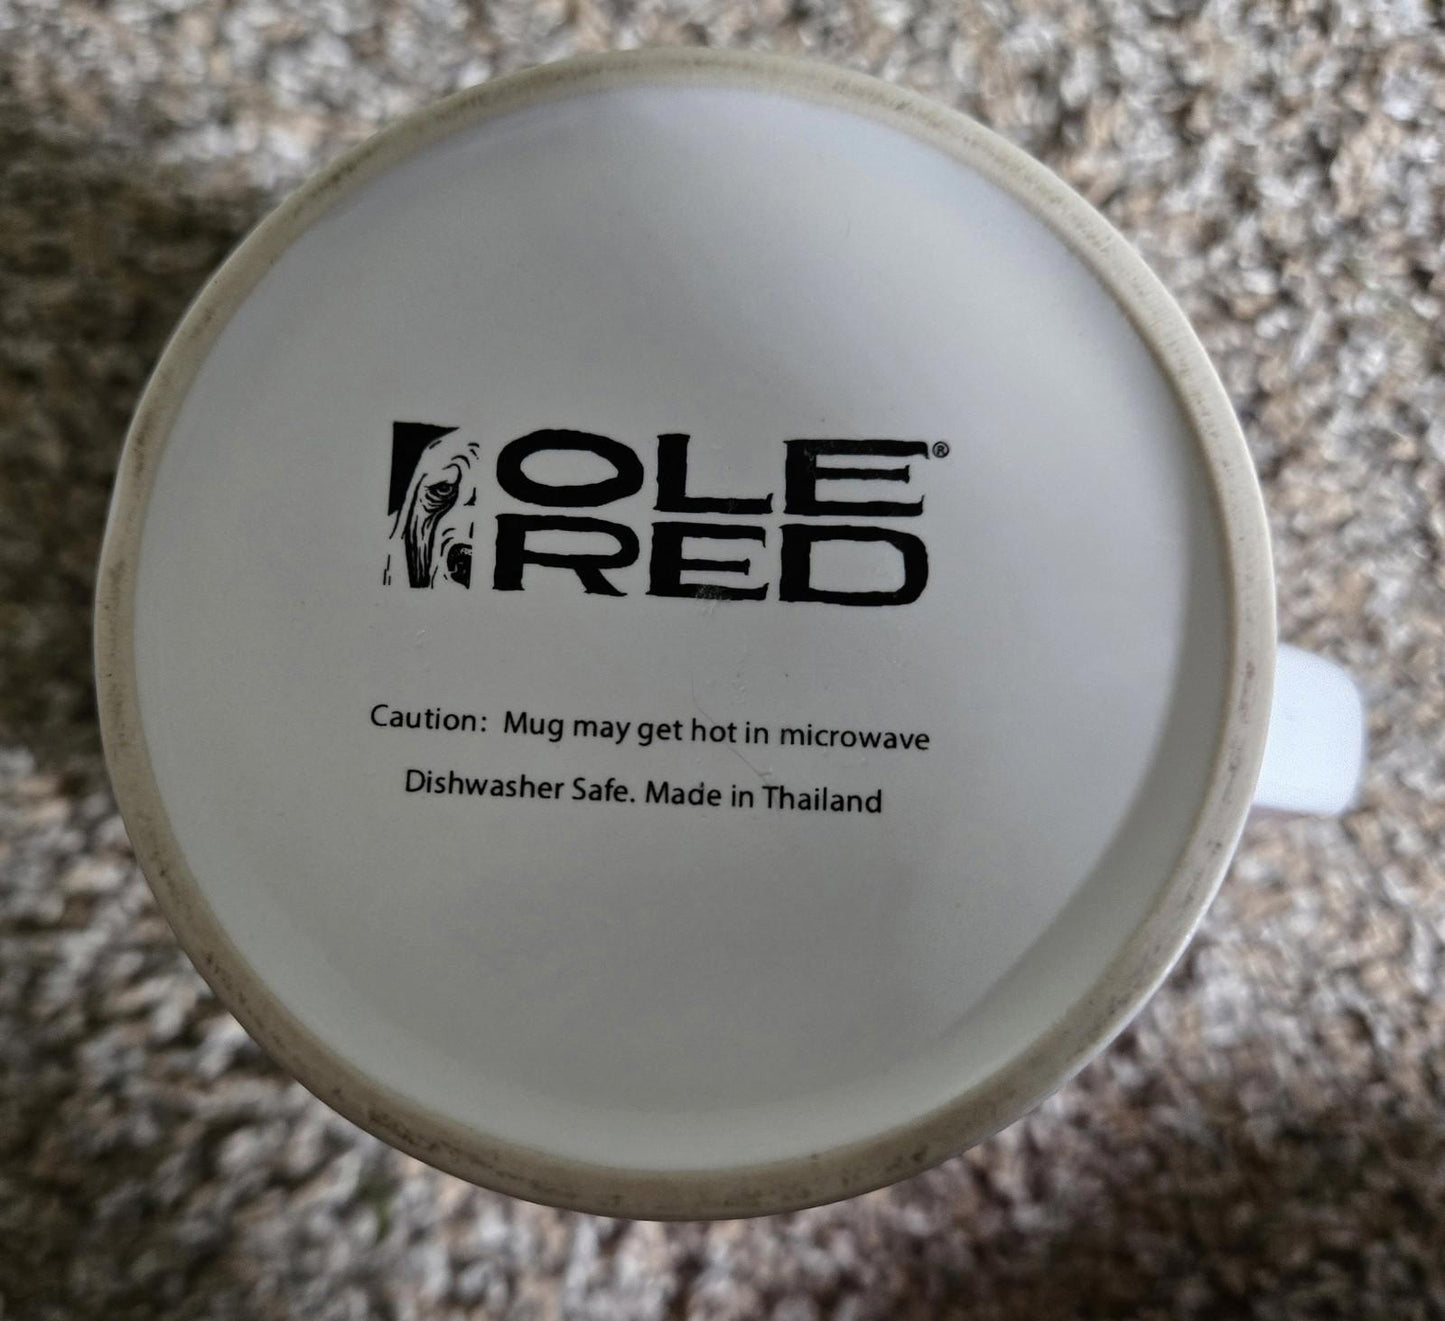 OLE®
RED
Caution: Mug may get hot in microwave
Dishwasher Safe. Made in Thailand